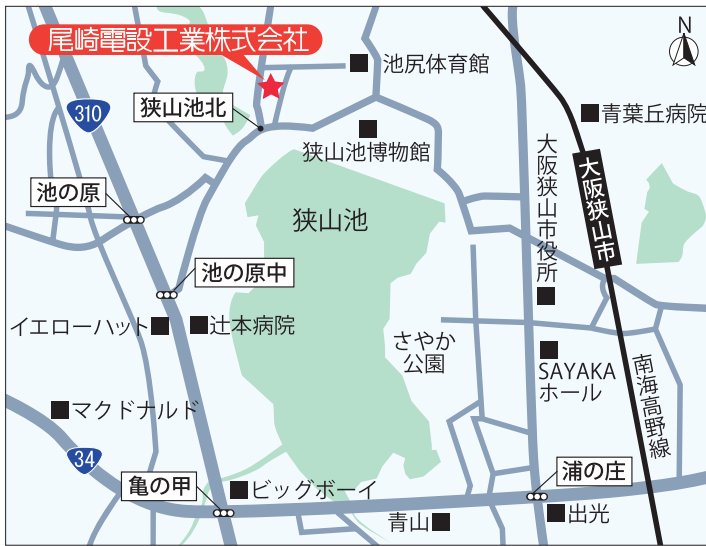 N
尾崎電設工業株式会社
池尻体育館
310
狭山池北
青葉丘病院
狭山池博物館
大阪狭山市
大阪狭山市役所
池の原
狭山池
池の原中
イエローハット
辻本病院
さやか
公園
SAYAKA
ホール
南海高野線
マクドナルド
34
亀の甲
ビッグボーイ
浦の庄
青山
出光